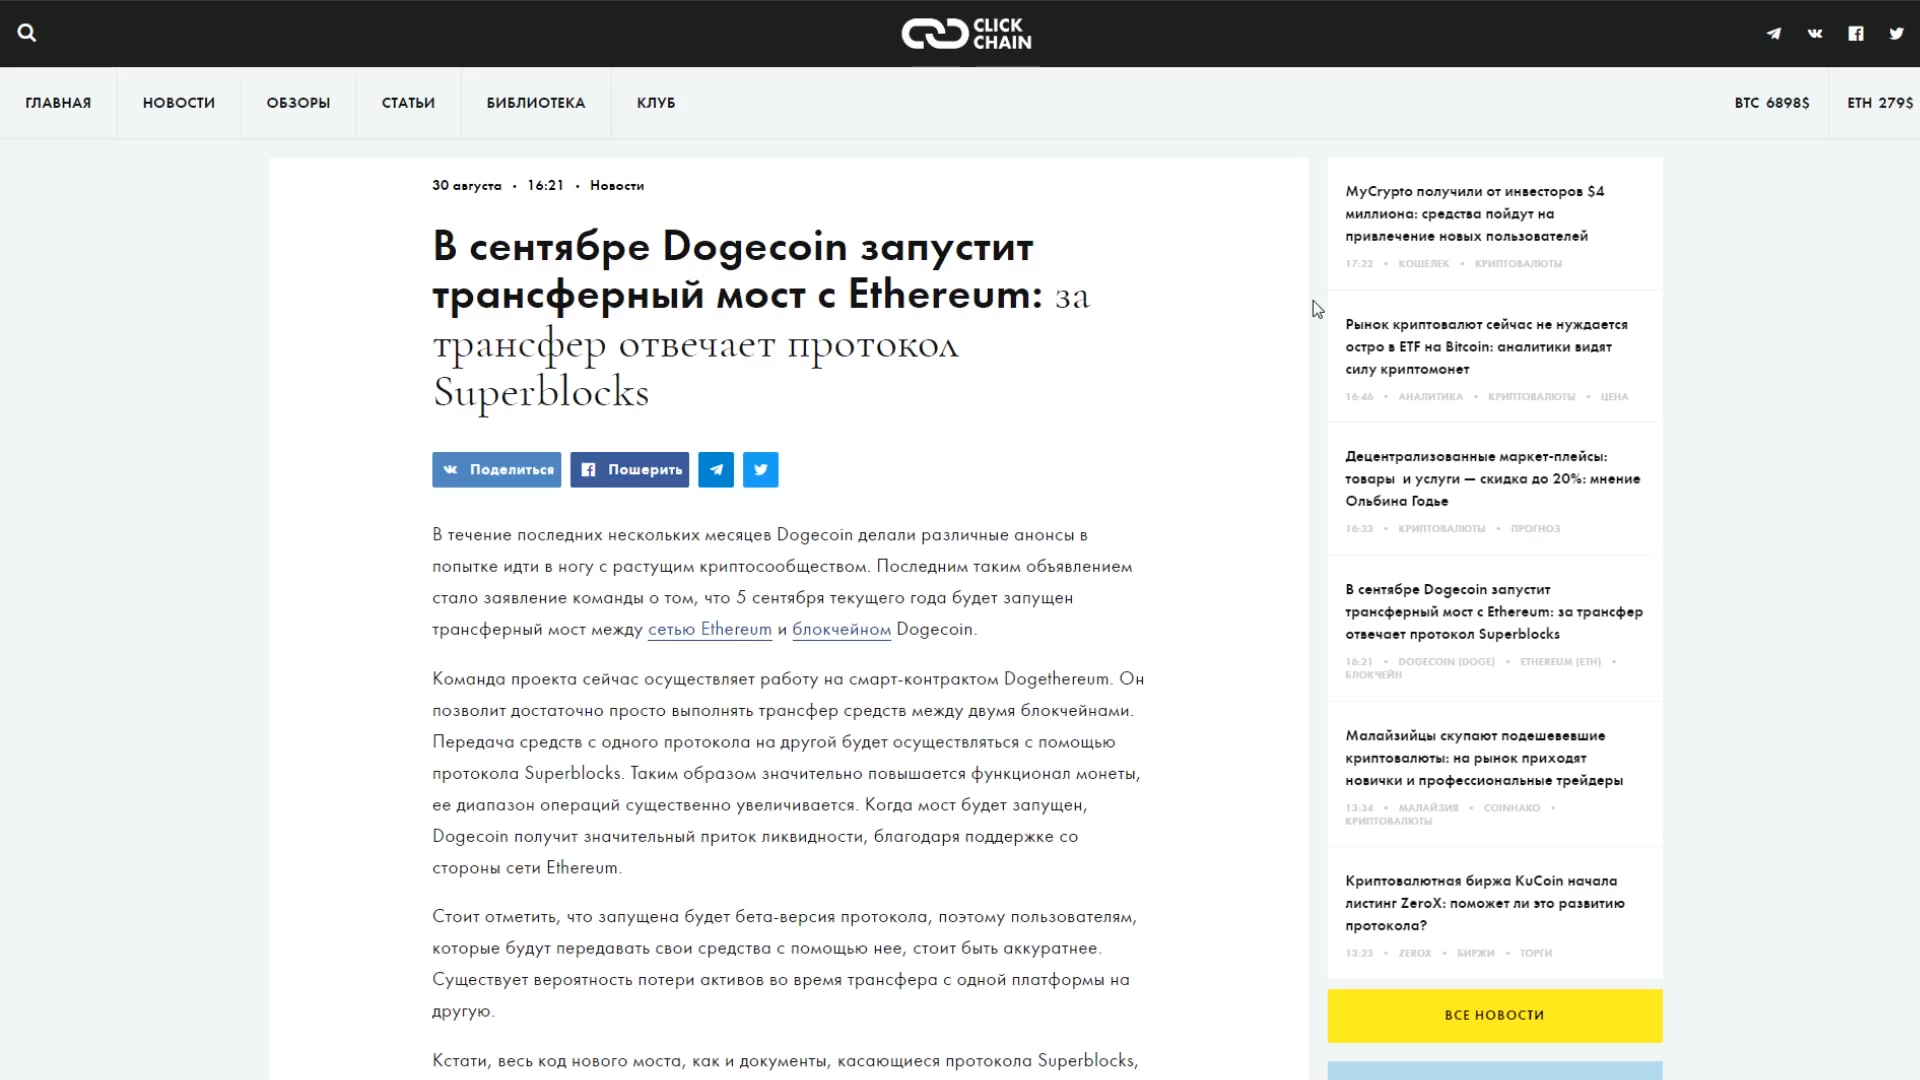 CLICK
CHAIN
ГЛАВНАЯ
НОВОСТИ
ОБЗОРЫ
СТАТЬИ
БИБЛИОТЕКА
КЛУБ
BTC 6898$
ETH 279$
30 августа • 16:21 • Новости
В сентябре Dogecoin запустит
трансферный мост с Ethereum: за
трансфер отвечает протокол
Superblocks
Поделиться
Пошерить
В течение последних нескольких месяцев Dogecoin делали различные анонсы в
попытке идти в ногу с растущим криптосообществом. Последним таким объявлением
стало заявление команды о том, что 5 сентября текущего года будет запущен
трансферный мост между сетью Ethereum и блокчейном Dogecoin.
Команда проекта сейчас осуществляет работу на смарт-контрактом Dogethereum. Он
позволит достаточно просто выполнять трансфер средств между двумя блокчейнами.
Передача средств с одного протокола на другой будет осуществляться с помощью
протокола Superblocks. Таким образом значительно повышается функционал монеты,
ее диапазон операций существенно увеличивается. Когда мост будет запущен,
Dogecoin получит значительный приток ликвидности, благодаря поддержке со
стороны сети Ethereum.
Стоит отметить, что запущена будет бета-версия протокола, поэтому пользователям,
которые будут передавать свои средства с помощью нее, стоит быть аккуратнее.
Существует вероятность потери активов во время трансфера с одной платформы на
другую.
Кстати, весь код нового моста, как и документы, касающиеся протокола Superblocks,
MyCrypto получили от инвесторов $4
миллиона: средства пойдут на
привлечение новых пользователей
17:22 • КОШЕЛЕК • КРИПТОВАЛЮТЫ
Рынок криптовалют сейчас не нуждается
остро в ETF на Bitcoin: аналитики видят
силу криптомонет
16:46 • АНАЛИТИКА • КРИПТОВАЛЮТЫ • ЦЕНА
Децентрализованные маркет-плейсы:
товары и услуги — скидка до 20%: мнение
Ольбина Годье
16:33 • КРИПТОВАЛЮТЫ • ПРОГНОЗ
В сентябре Dogecoin запустит
трансферный мост с Ethereum: за трансфер
отвечает протокол Superblocks
16:21 • DOGECOIN (DOGE) • ETHEREUM (ETH) •
БЛОКЧЕЙН
Малайзийцы скупают подешевевшие
криптовалюты: на рынок приходят
новички и профессиональные трейдеры
13:34 • МАЛАЙЗИЯ • COINHAKO •
КРИПТОВАЛЮТЫ
Криптовалютная биржа KuCoin начала
листинг ZeroX: поможет ли это развитию
протокола?
13:23 • ZEROX • БИРЖИ • ТОРГИ
ВСЕ НОВОСТИ